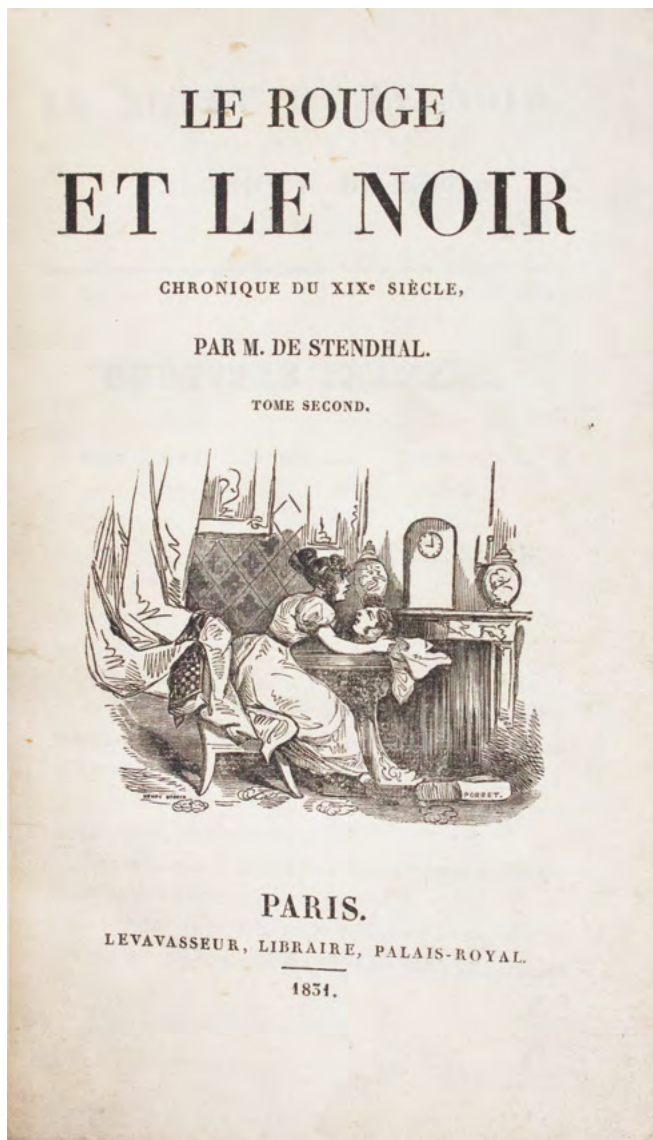 LE ROUGE
ET LE NOIR
CHRONIQUE DU XIXe SIÈCLE,
PAR M. DE STENDHAL.
TOME SECOND.
PORRET.
PARIS.
LEVAVASSEUR, LIBRAIRE, PALAIS-ROYAL.
1831.